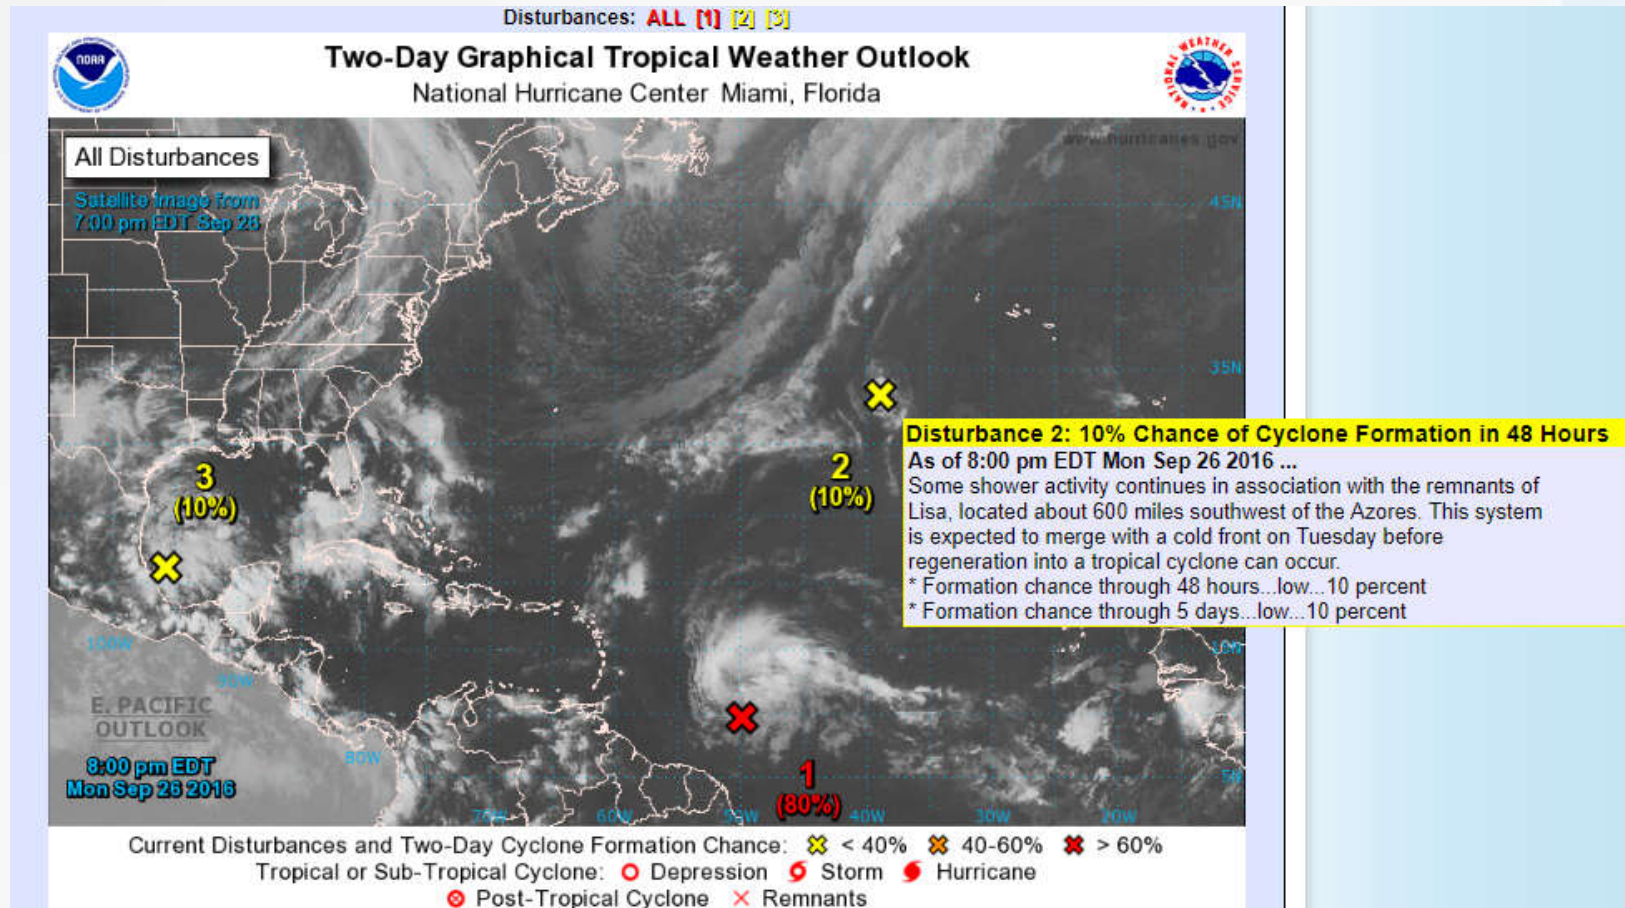 Disturbances: ALL [1] [2] [3]
NOAA
Two-Day Graphical Tropical Weather Outlook
National Hurricane Center Miami, Florida
NATIONAL WEATHER SERVICE
www.hurricanes.gov
All Disturbances
Satellite Image from
7:00 pm EDT Sep 26
45N
35N
Disturbance 2: 10% Chance of Cyclone Formation in 48 Hours
As of 8:00 pm EDT Mon Sep 26 2016 ...
Some shower activity continues in association with the remnants of
Lisa, located about 600 miles southwest of the Azores. This system
is expected to merge with a cold front on Tuesday before
regeneration into a tropical cyclone can occur.
* Formation chance through 48 hours...low...10 percent
* Formation chance through 5 days...low...10 percent
3
(10%)
2
(10%)
100W
15N
90W
E. PACIFIC
OUTLOOK
80W
8:00 pm EDT
Mon Sep 26 2016
1
(80%)
5N
70W 60W 50W 40W 30W 20W
Current Disturbances and Two-Day Cyclone Formation Chance: < 40% 40-60% > 60%
Tropical or Sub-Tropical Cyclone: Depression Storm Hurricane
Post-Tropical Cyclone Remnants